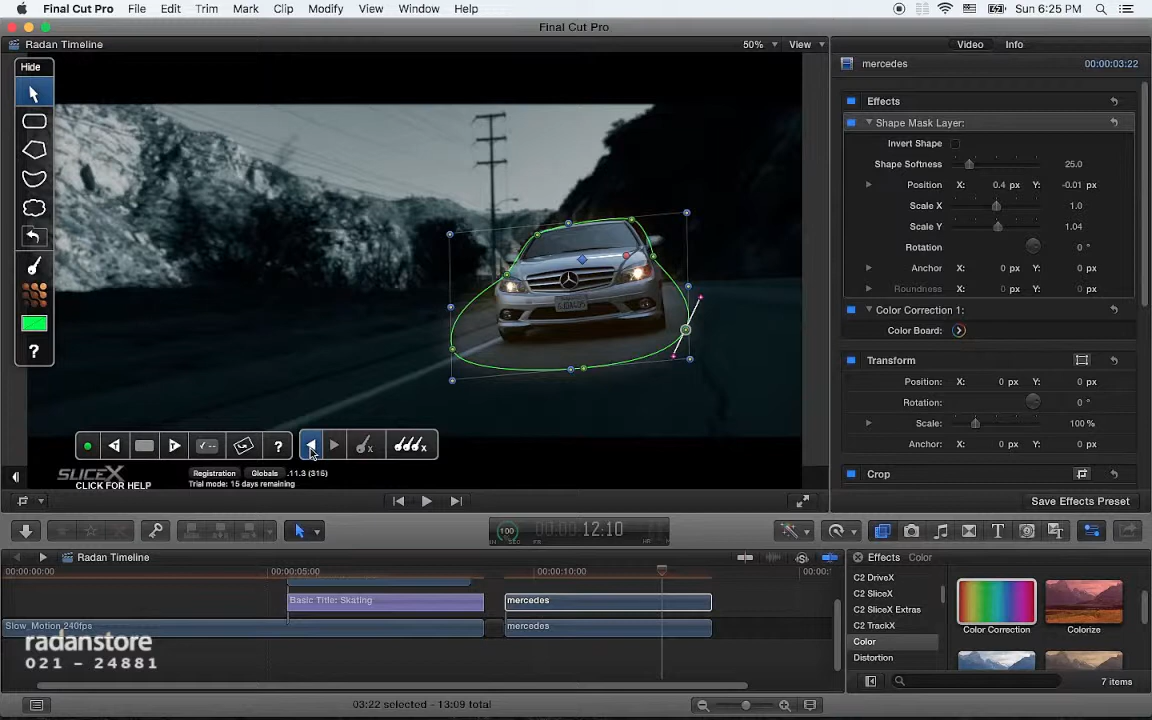 Final Cut Pro File Edit Trim Mark Clip Modify View Window Help Sun 6:25 PM
Final Cut Pro
Radan Timeline 50% View Video Info
Hide
mercedes 00:00:03:22
Effects
Shape Mask Layer:
Invert Shape
Shape Softness 25.0
Position X: 0.4 px Y: -0.01 px
Scale X 1.0
Scale Y 1.04
Rotation 0 °
Anchor X: 0 px Y: 0 px
Roundness X: 0 px Y: 0 px
Color Correction 1:
Color Board:
Transform
Position: X: 0 px Y: 0 px
Rotation: 0 °
Scale: 100 %
Anchor: X: 0 px Y: 0 px
Crop
?
?
SLICEX Registration Globals .11.3 (315)
CLICK FOR HELP Trial mode: 15 days remaining
Save Effects Preset
100 00:00:12:10
Radan Timeline
00:00:00:00 00:00:05:00 00:00:10:00
Basic Title: Skating
mercedes
Slow_Motion_240fps
mercedes
radanstore
021 - 24881
Effects Color
C2 DriveX
C2 SliceX
C2 SliceX Extras
C2 TrackX
Color
Distortion
Color Correction
Colorize
7 items
03:22 selected - 13:09 total